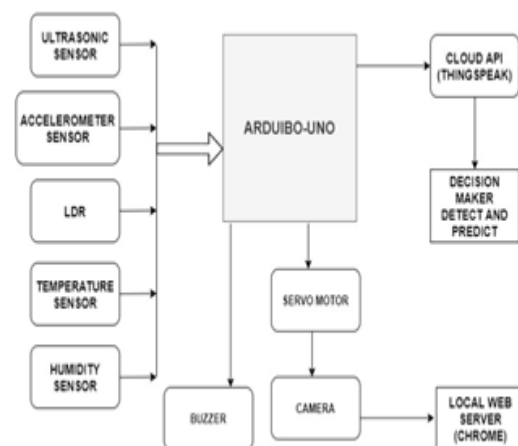 ULTRASONIC
SENSOR
ACCELEROMETER
SENSOR
LDR
TEMPERATURE
SENSOR
HUMIDITY
SENSOR
ARDUIBO-UNO
CLOUD API
(THINGSPEAK)
DECISION
MAKER
DETECT AND
PREDICT
SERVO MOTOR
BUZZER
CAMERA
LOCAL WEB
SERVER
(CHROME)